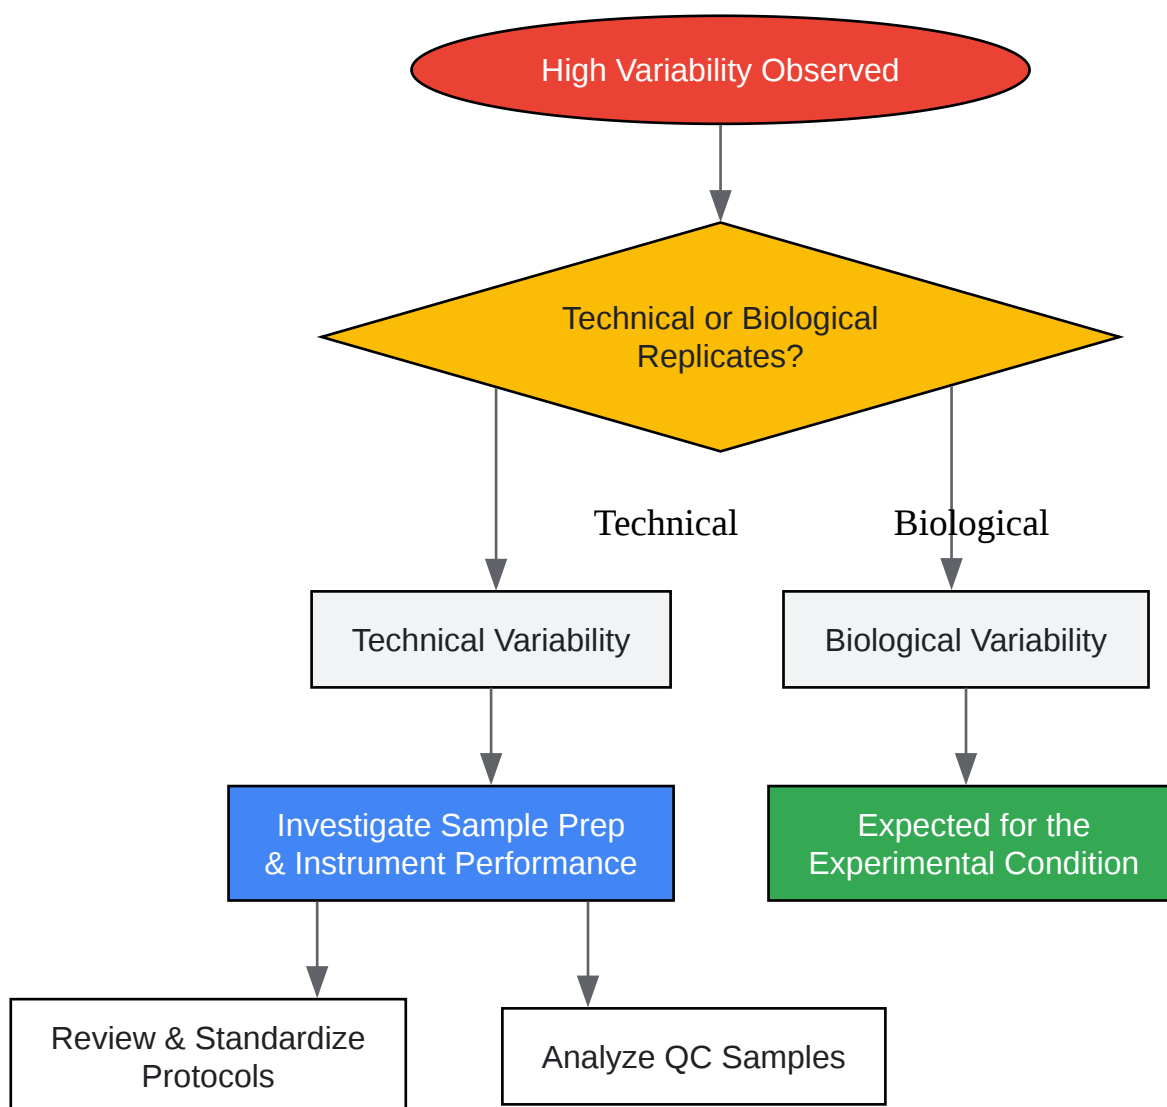 High Variability Observed
Technical or Biological
Replicates?
Technical
Biological
Technical Variability
Biological Variability
Investigate Sample Prep
& Instrument Performance
Expected for the
Experimental Condition
Review & Standardize
Protocols
Analyze QC Samples